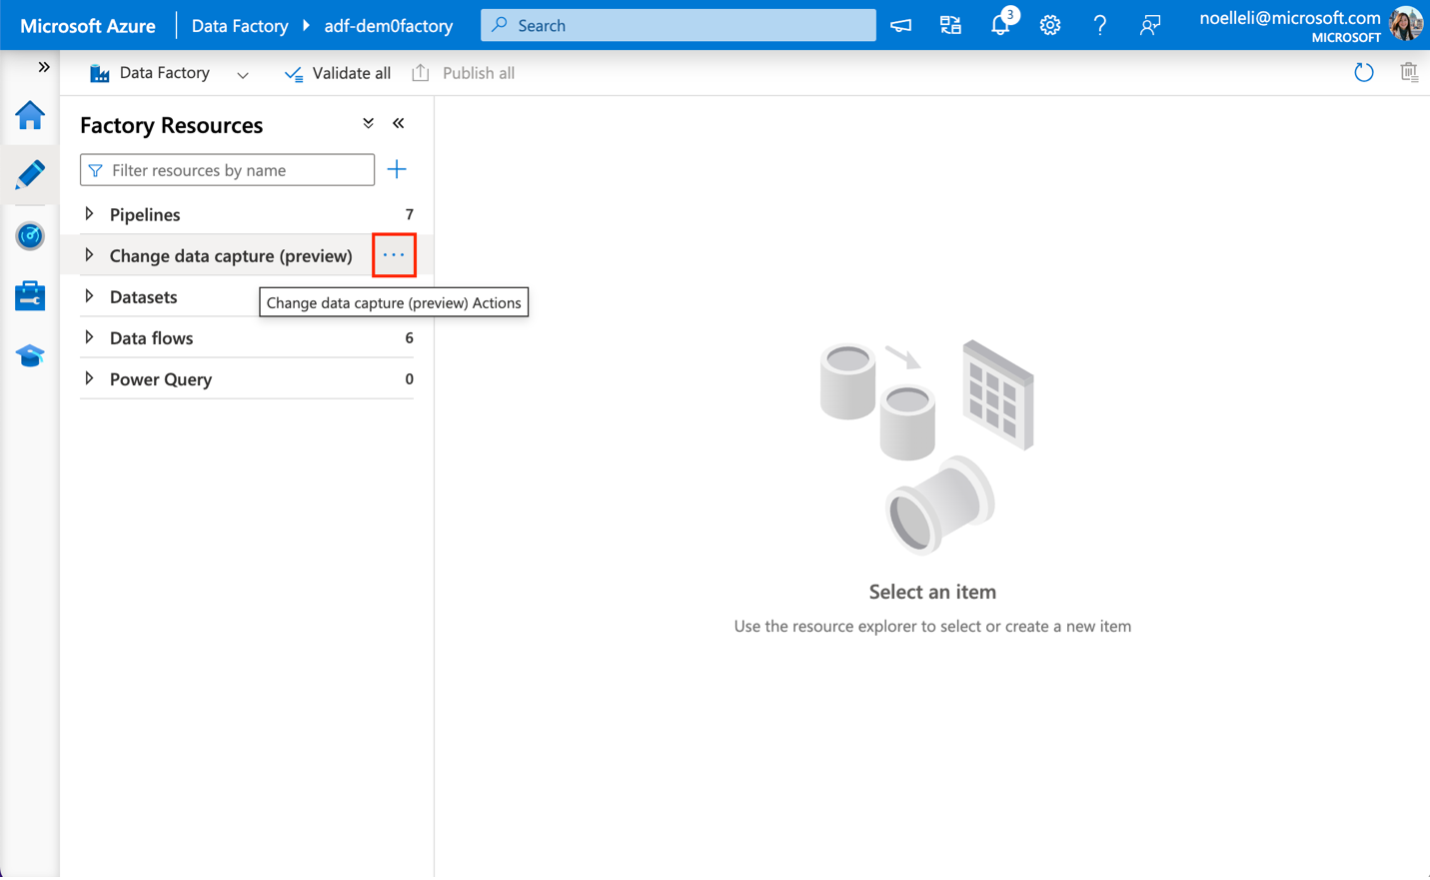 Microsoft Azure
Data Factory
adf-dem0factory
Search
3
noelleli@microsoft.com
MICROSOFT
Data Factory
Validate all
Publish all
Factory Resources
Filter resources by name
Pipelines 7
Change data capture (preview) ...
Datasets
Change data capture (preview) Actions
Data flows 6
Power Query 0
Select an item
Use the resource explorer to select or create a new item